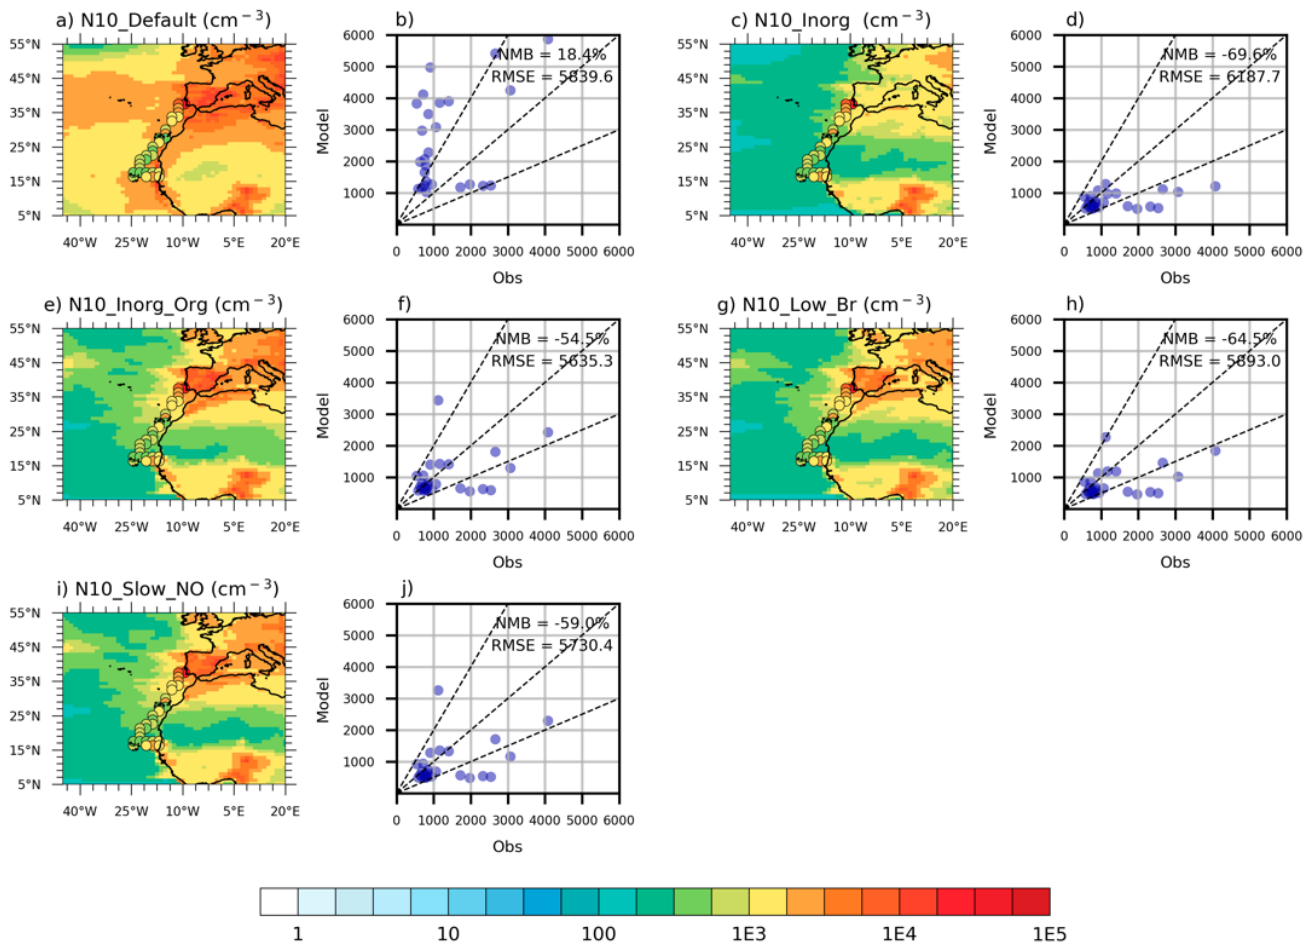 a) N10_Default (cm⁻³)
b)
c) N10_Inorg (cm⁻³)
d)
55°N
45°N
35°N
25°N
15°N
5°N
40°W 25°W 10°W 5°E 20°E
Model
6000
5000
4000
3000
2000
1000
NMB = 18.4%
RMSE = 5839.6
0 1000 2000 3000 4000 5000 6000
Obs
55°N
45°N
35°N
25°N
15°N
5°N
40°W 25°W 10°W 5°E 20°E
Model
6000
5000
4000
3000
2000
1000
NMB = -69.6%
RMSE = 6187.7
0 1000 2000 3000 4000 5000 6000
Obs
e) N10_Inorg_Org (cm⁻³)
f)
g) N10_Low_Br (cm⁻³)
h)
55°N
45°N
35°N
25°N
15°N
5°N
40°W 25°W 10°W 5°E 20°E
Model
6000
5000
4000
3000
2000
1000
NMB = -54.5%
RMSE = 5635.3
0 1000 2000 3000 4000 5000 6000
Obs
55°N
45°N
35°N
25°N
15°N
5°N
40°W 25°W 10°W 5°E 20°E
Model
6000
5000
4000
3000
2000
1000
NMB = -64.5%
RMSE = 5893.0
0 1000 2000 3000 4000 5000 6000
Obs
i) N10_Slow_NO (cm⁻³)
j)
55°N
45°N
35°N
25°N
15°N
5°N
40°W 25°W 10°W 5°E 20°E
Model
6000
5000
4000
3000
2000
1000
NMB = -59.0%
RMSE = 5730.4
0 1000 2000 3000 4000 5000 6000
Obs
1 10 100 1E3 1E4 1E5